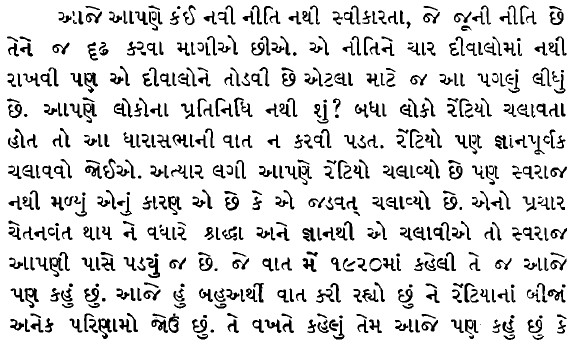 આજે આપણે કંઈ નવી નીતિ નથી સ્વીકારતા, જે જૂની નીતિ છે
તેને જ દૃઢ કરવા માગીએ છીએ. એ નીતિને ચાર દીવાલોમાં નથી
રાખવી પણ એ દીવાલોને તોડવી છે એટલા માટે જ આ પગલું લીધું
છે. આપણે લોકોના પ્રતિનિધિ નથી શું? બધા લોકો રેંટિયો ચલાવતા
હોત તો આ ધારાસભાની વાત ન કરવી પડત. રેંટિયો પણ જ્ઞાનપૂર્વક
ચલાવવો જોઈએ. અત્યાર લગી આપણે રેંટિયો ચલાવ્યો છે પણ સ્વરાજ
નથી મળ્યું એનું કારણ એ છે કે એ જડવત્ ચલાવ્યો છે. એનો પ્રચાર
ચેતનવંત થાય ને વધારે શ્રાદ્ધા અને જ્ઞાનથી એ ચલાવીએ તો સ્વરાજ
આપણી પાસે પડયું જ છે. જે વાત મેં ૧૯૨૦માં કહેલી તે જ આજે
પણ કહું છું. આજે હું બહુઅર્થી વાત કરી રહ્યો છું ને રેંટિયાનાં બીજાં
અનેક પરિણામો જોઉં છું. તે વખતે કહેલું તેમ આજે પણ કહું છું કે